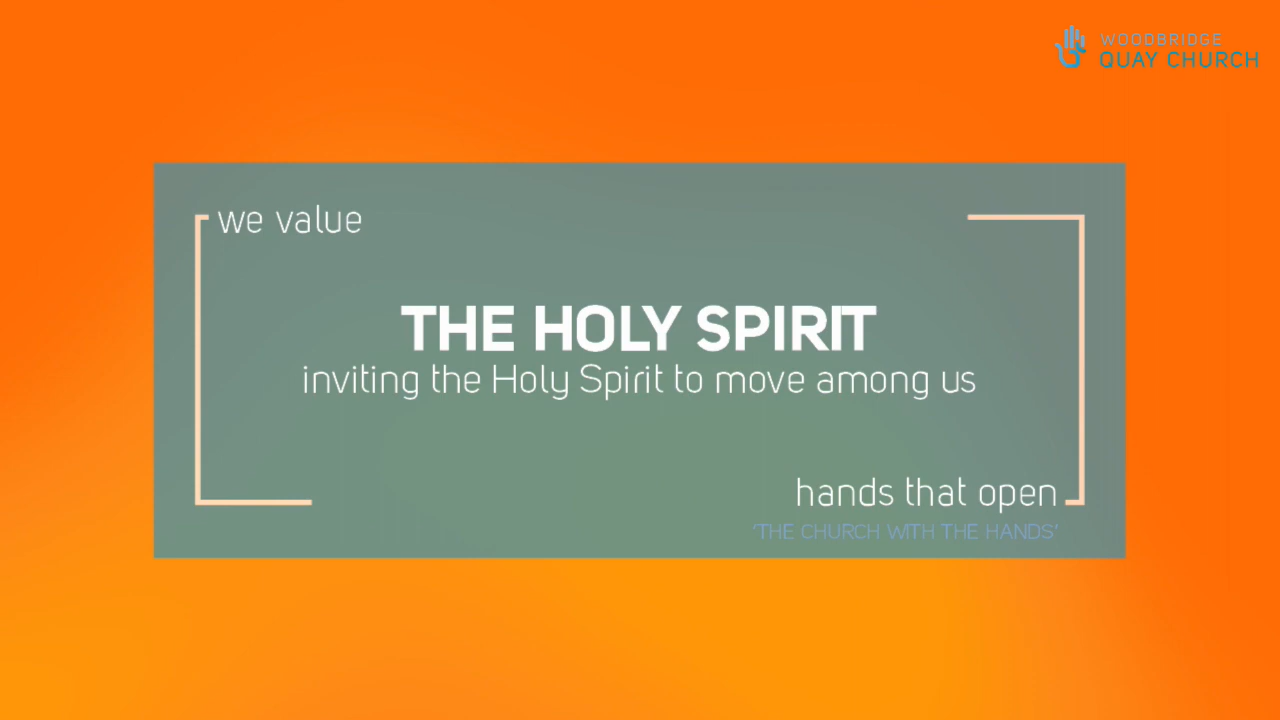 WOODBRIDGE
QUAY CHURCH
we value
THE HOLY SPIRIT
inviting the Holy Spirit to move among us
hands that open
'THE CHURCH WITH THE HANDS'